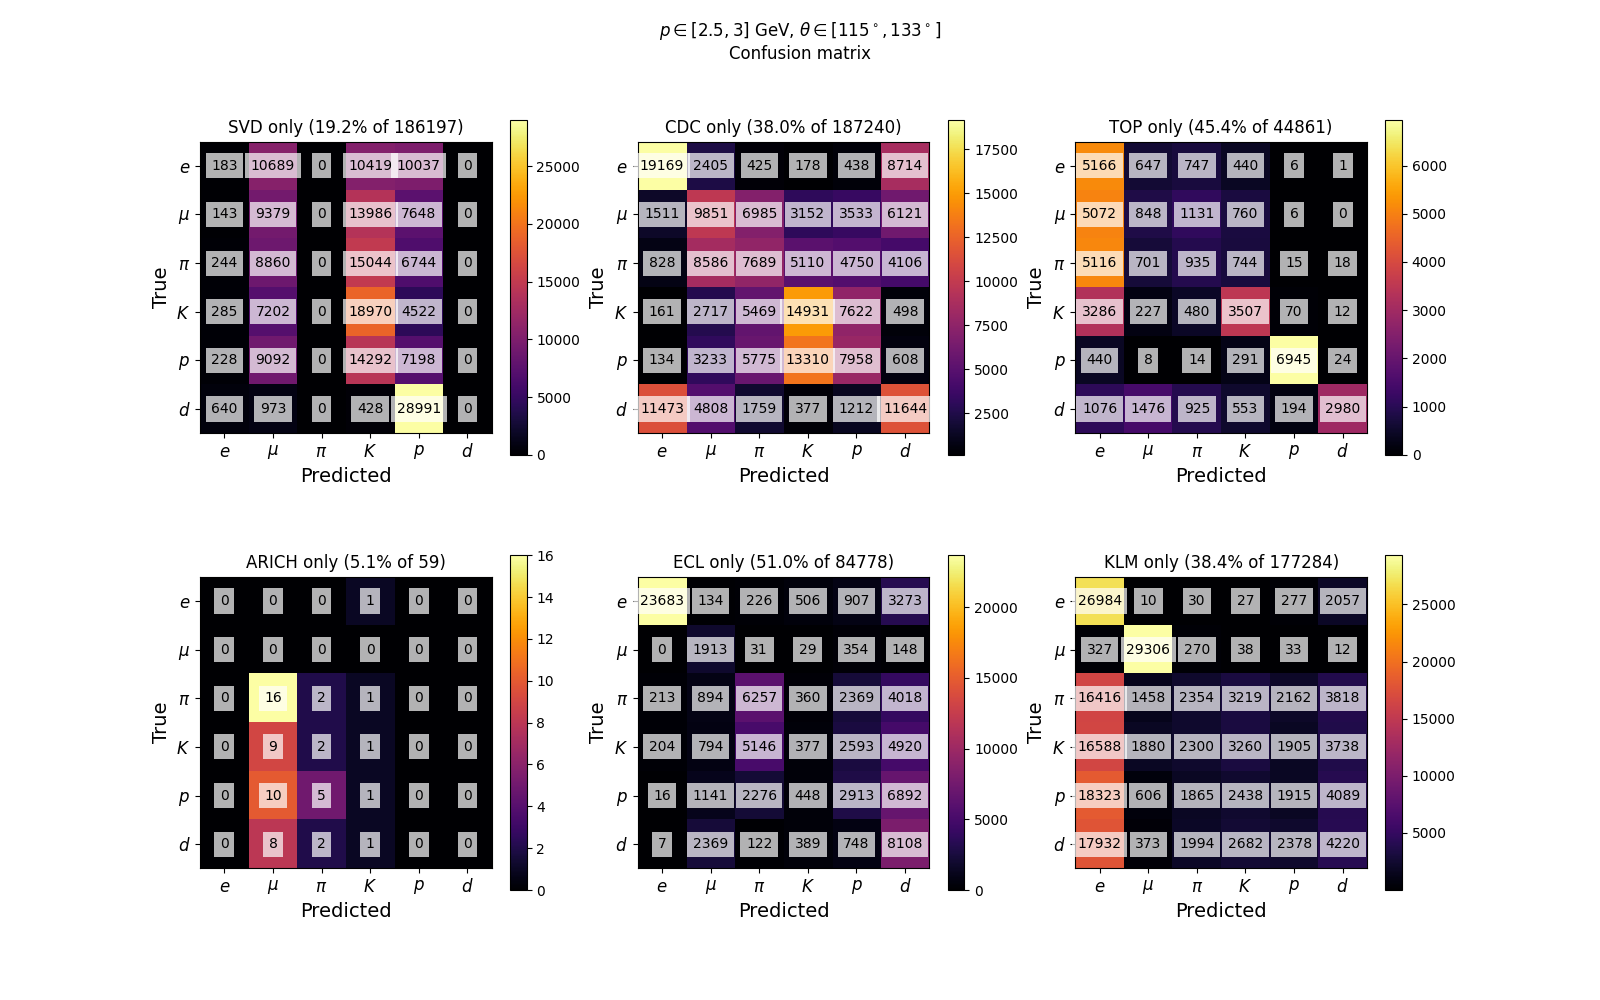 p ∈ [2.5, 3] GeV, θ ∈ [115°, 133°]
Confusion matrix
SVD only (19.2% of 186197)
e 183 10689 0 10419 10037 0
μ 143 9379 0 13986 7648 0
π 244 8860 0 15044 6744 0
K 285 7202 0 18970 4522 0
p 228 9092 0 14292 7198 0
d 640 973 0 428 28991 0
e μ π K p d
Predicted
True
25000
20000
15000
10000
5000
0
CDC only (38.0% of 187240)
19169 2405 425 178 438 8714
1511 9851 6985 3152 3533 6121
828 8586 7689 5110 4750 4106
161 2717 5469 14931 7622 498
134 3233 5775 13310 7958 608
11473 4808 1759 377 1212 11644
e μ π K p d
Predicted
True
17500
15000
12500
10000
7500
5000
2500
TOP only (45.4% of 44861)
5166 647 747 440 6 1
5072 848 1131 760 6 0
5116 701 935 744 15 18
3286 227 480 3507 70 12
440 8 14 291 6945 24
1076 1476 925 553 194 2980
e μ π K p d
Predicted
True
6000
5000
4000
3000
2000
1000
0
ARICH only (5.1% of 59)
e 0 0 0 1 0 0
μ 0 0 0 0 0 0
π 0 16 2 1 0 0
K 0 9 2 1 0 0
p 0 10 5 1 0 0
d 0 8 2 1 0 0
e μ π K p d
Predicted
True
16
14
12
10
8
6
4
2
0
ECL only (51.0% of 84778)
e 23683 134 226 506 907 3273
μ 0 1913 31 29 354 148
π 213 894 6257 360 2369 4018
K 204 794 5146 377 2593 4920
p 16 1141 2276 448 2913 6892
d 7 2369 122 389 748 8108
e μ π K p d
Predicted
True
20000
15000
10000
5000
0
KLM only (38.4% of 177284)
e 26984 10 30 27 277 2057
μ 327 29306 270 38 33 12
π 16416 1458 2354 3219 2162 3818
K 16588 1880 2300 3260 1905 3738
p 18323 606 1865 2438 1915 4089
d 17932 373 1994 2682 2378 4220
e μ π K p d
Predicted
True
25000
20000
15000
10000
5000